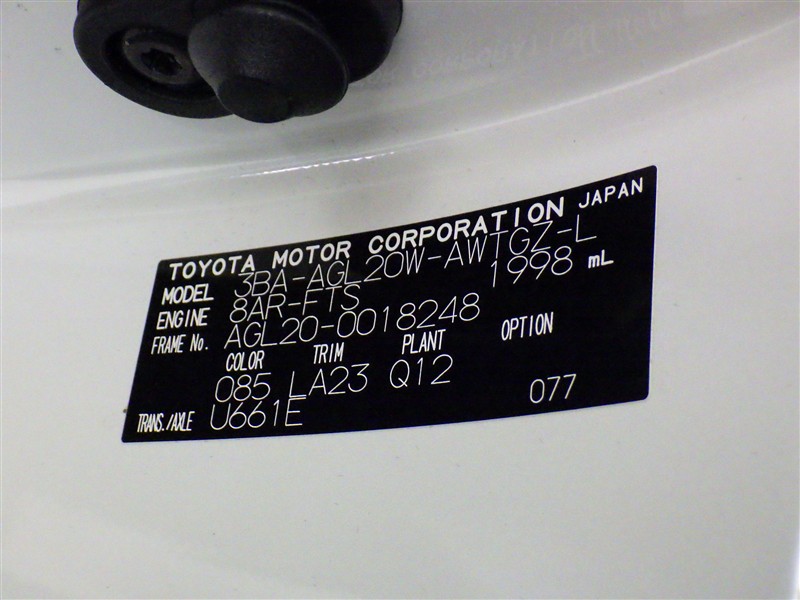 TOYOTA MOTOR CORPORATION JAPAN
MODEL 3BA-AGL20W-AWTGZ-L
ENGINE 8AR-FTS 1998 mL
FRAME No. AGL20-0018248
COLOR TRIM PLANT OPTION
085 LA23 Q12
TRANS./AXLE U661E 077